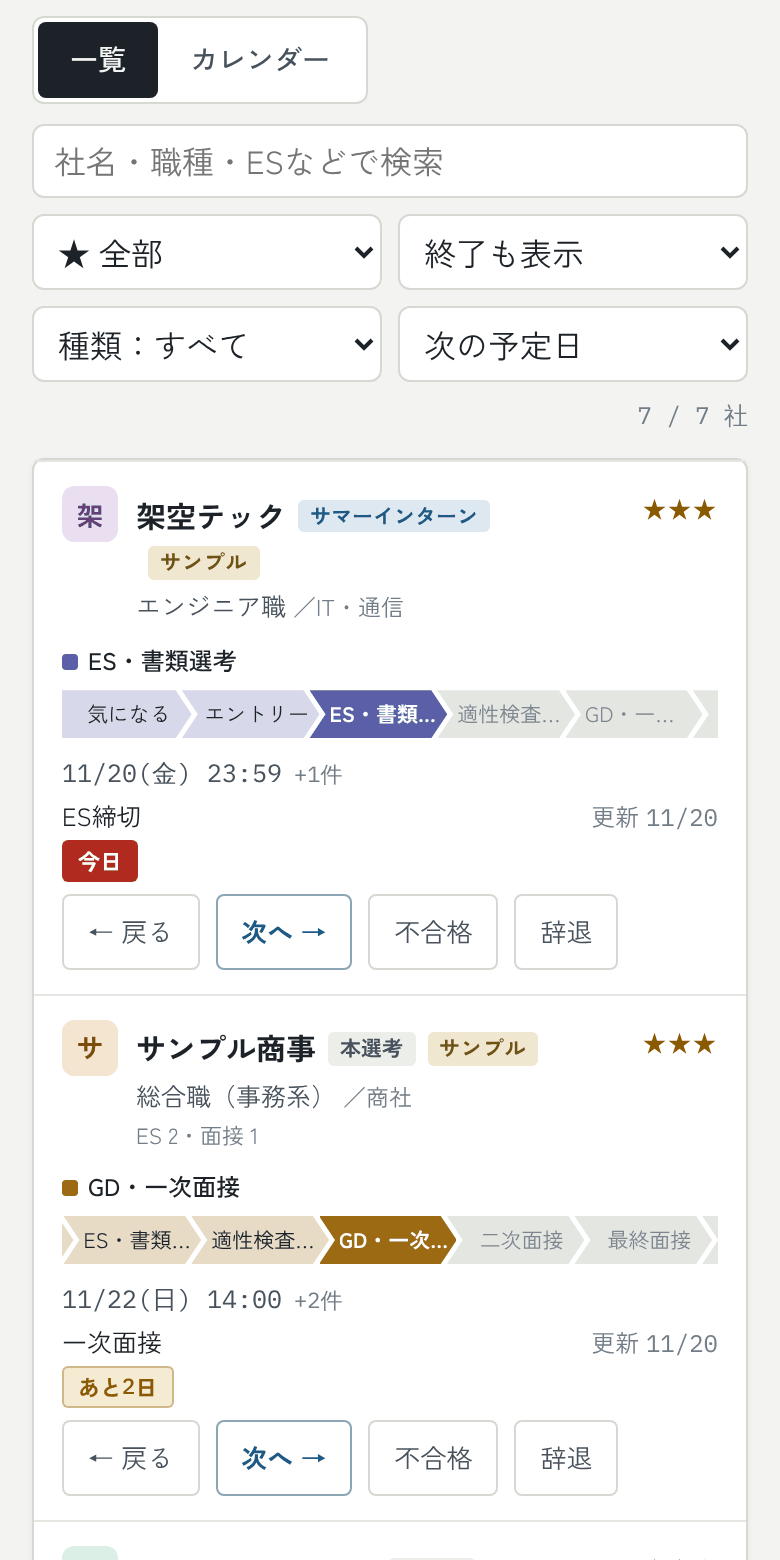 一覧 カレンダー
社名・職種・ESなどで検索
★ 全部 終了も表示
種類：すべて 次の予定日
7 / 7 社
架 架空テック サマーインターン ★★★
サンプル
エンジニア職 ／IT・通信
ES・書類選考
気になる エントリー ES・書類… 適性検査… GD・一…
11/20(金) 23:59 +1件
ES締切 更新 11/20
今日
← 戻る 次へ → 不合格 辞退
サ サンプル商事 本選考 サンプル ★★★
総合職（事務系） ／商社
ES 2・面接 1
GD・一次面接
ES・書類… 適性検査… GD・一次… 二次面接 最終面接
11/22(日) 14:00 +2件
一次面接 更新 11/20
あと2日
← 戻る 次へ → 不合格 辞退